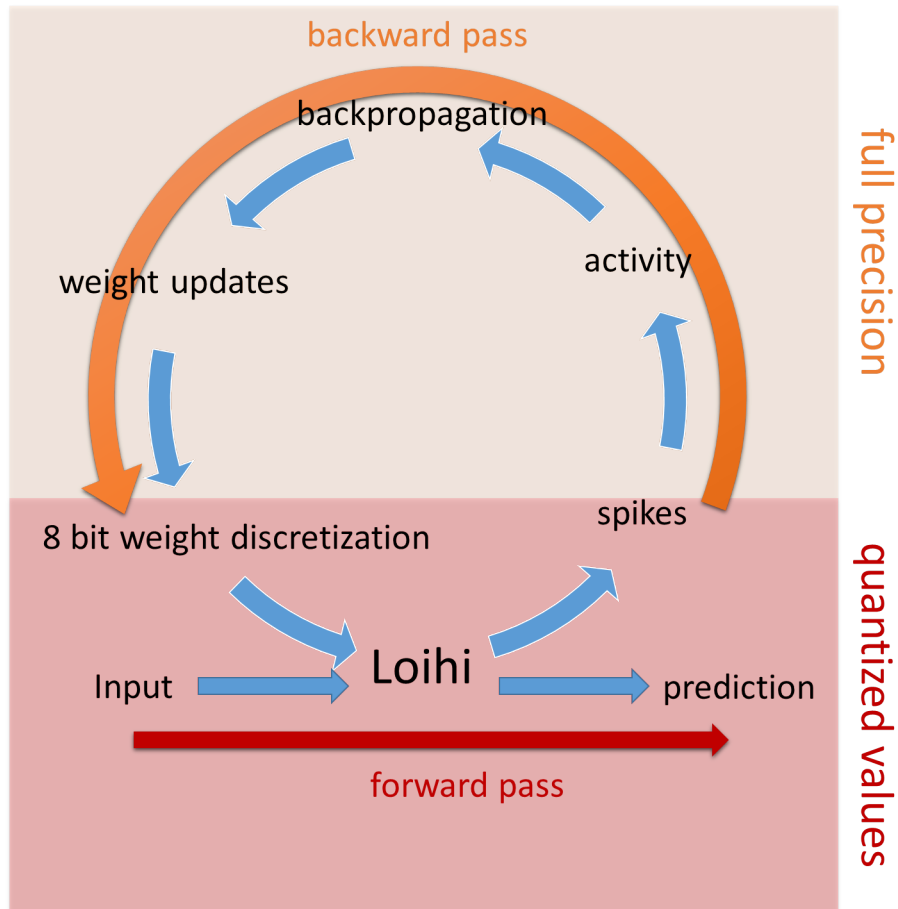 backward pass
backpropagation
activity
weight updates
full precision
spikes
8 bit weight discretization
Loihi
Input
prediction
forward pass
quantized values